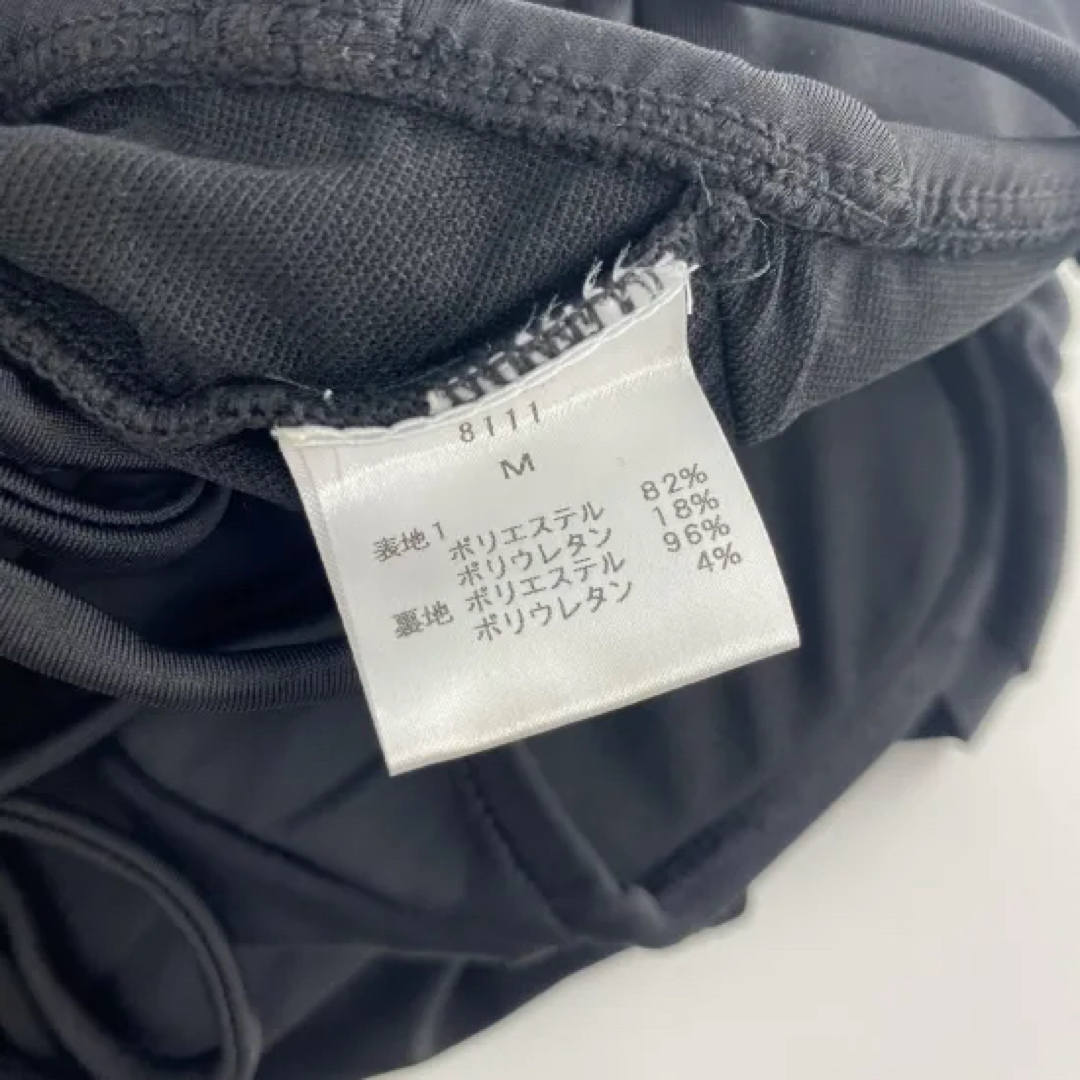 8111
M
表地1 ポリエステル 82%
ポリウレタン 18%
裏地 ポリエステル 96%
ポリウレタン 4%